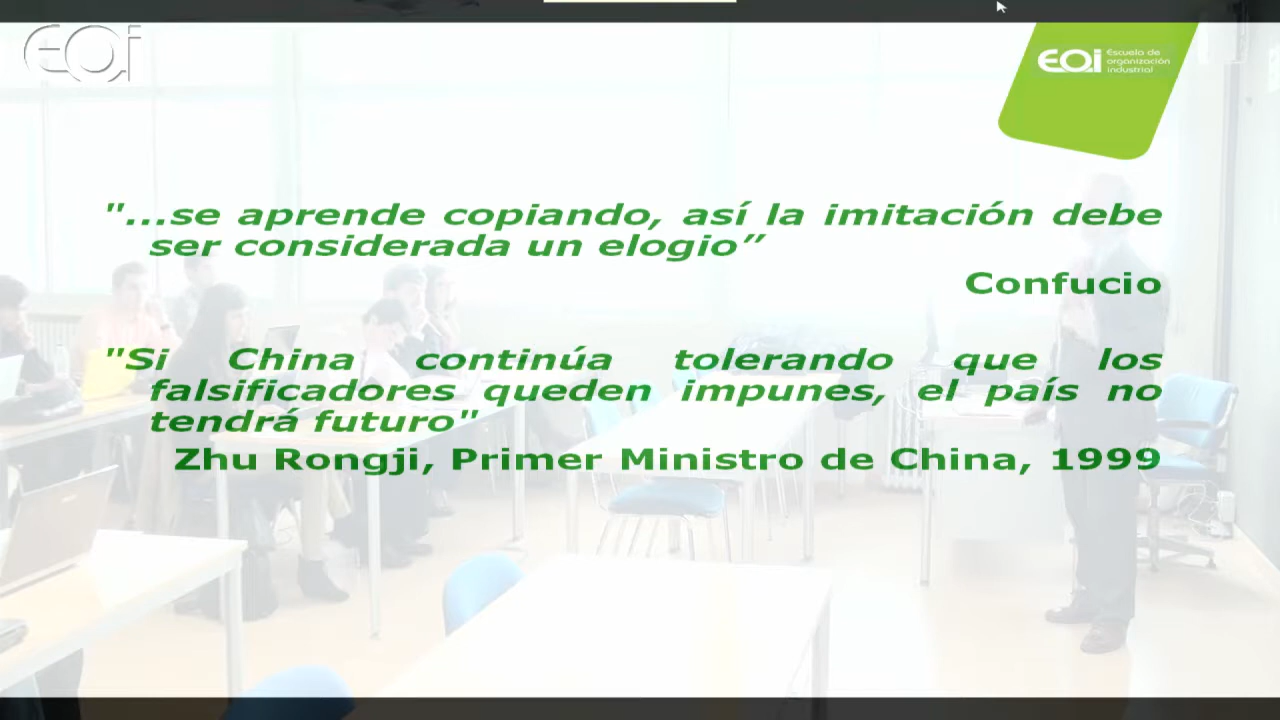 EOi
EOi Escuela de
organización
industrial
"...se aprende copiando, así la imitación debe
ser considerada un elogio”
Confucio
"Si China continúa tolerando que los
falsificadores queden impunes, el país no
tendrá futuro"
Zhu Rongji, Primer Ministro de China, 1999